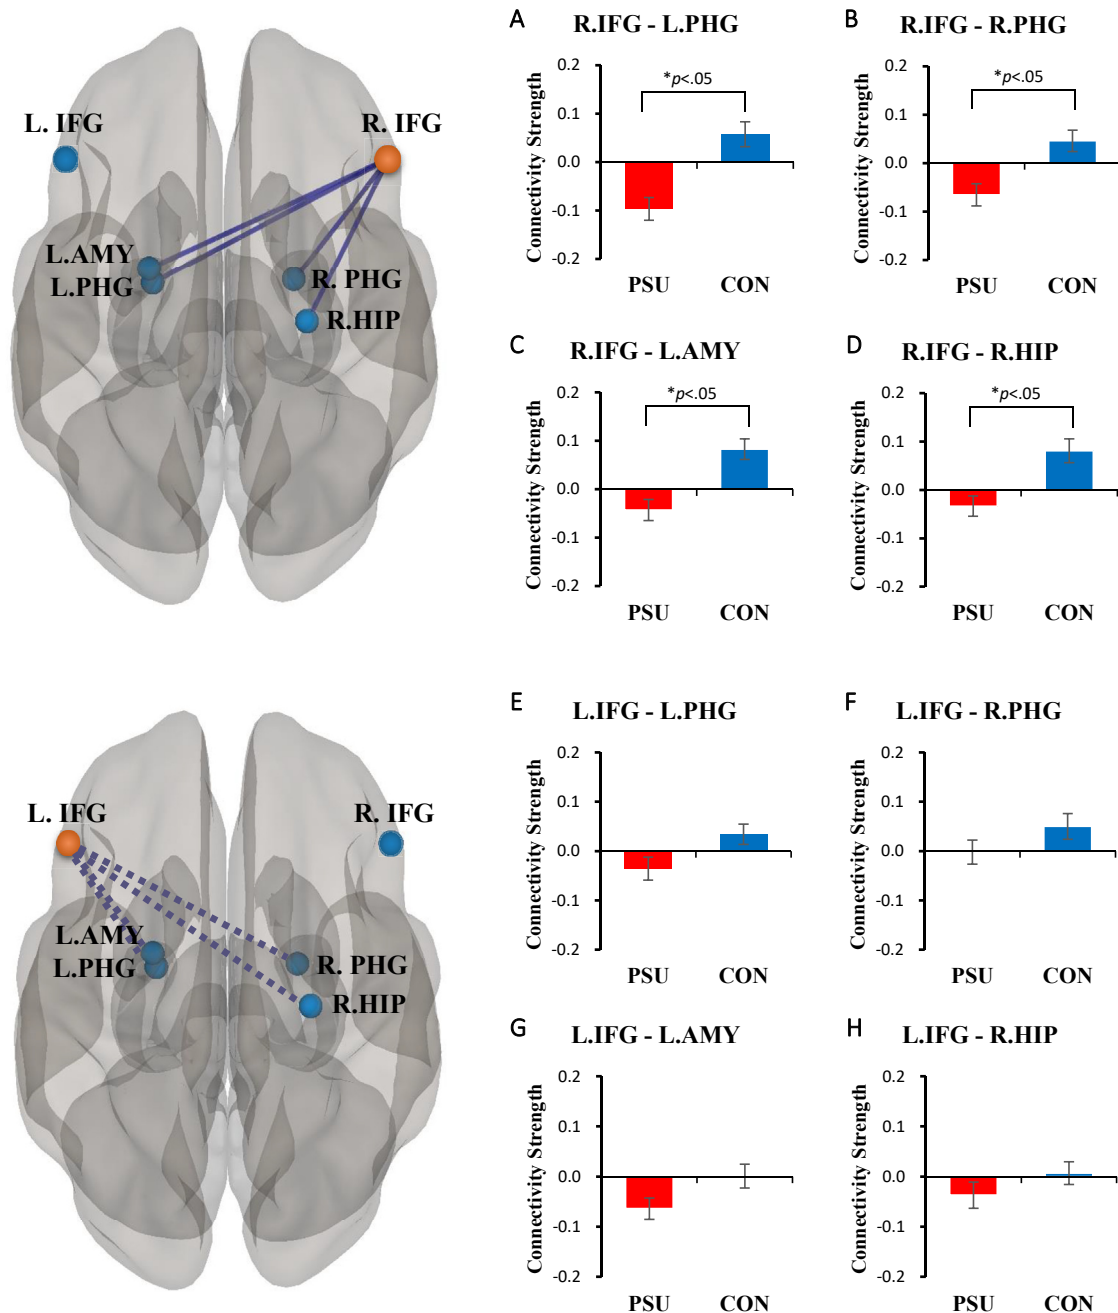 L. IFG
R. IFG
L.AMY
L.PHG
R. PHG
R.HIP
A
R.IFG - L.PHG
Connectivity Strength
0.2
0.1
0.0
-0.1
-0.2
*p<.05
PSU
CON
B
R.IFG - R.PHG
Connectivity Strength
0.2
0.1
0.0
-0.1
-0.2
*p<.05
PSU
CON
C
R.IFG - L.AMY
Connectivity Strength
0.2
0.1
0.0
-0.1
-0.2
*p<.05
PSU
CON
D
R.IFG - R.HIP
Connectivity Strength
0.2
0.1
0.0
-0.1
-0.2
*p<.05
PSU
CON
L. IFG
R. IFG
L.AMY
L.PHG
R. PHG
R.HIP
E
L.IFG - L.PHG
Connectivity Strength
0.2
0.1
0.0
-0.1
-0.2
PSU
CON
F
L.IFG - R.PHG
Connectivity Strength
0.2
0.1
0.0
-0.1
-0.2
PSU
CON
G
L.IFG - L.AMY
Connectivity Strength
0.2
0.1
0.0
-0.1
-0.2
PSU
CON
H
L.IFG - R.HIP
Connectivity Strength
0.2
0.1
0.0
-0.1
-0.2
PSU
CON